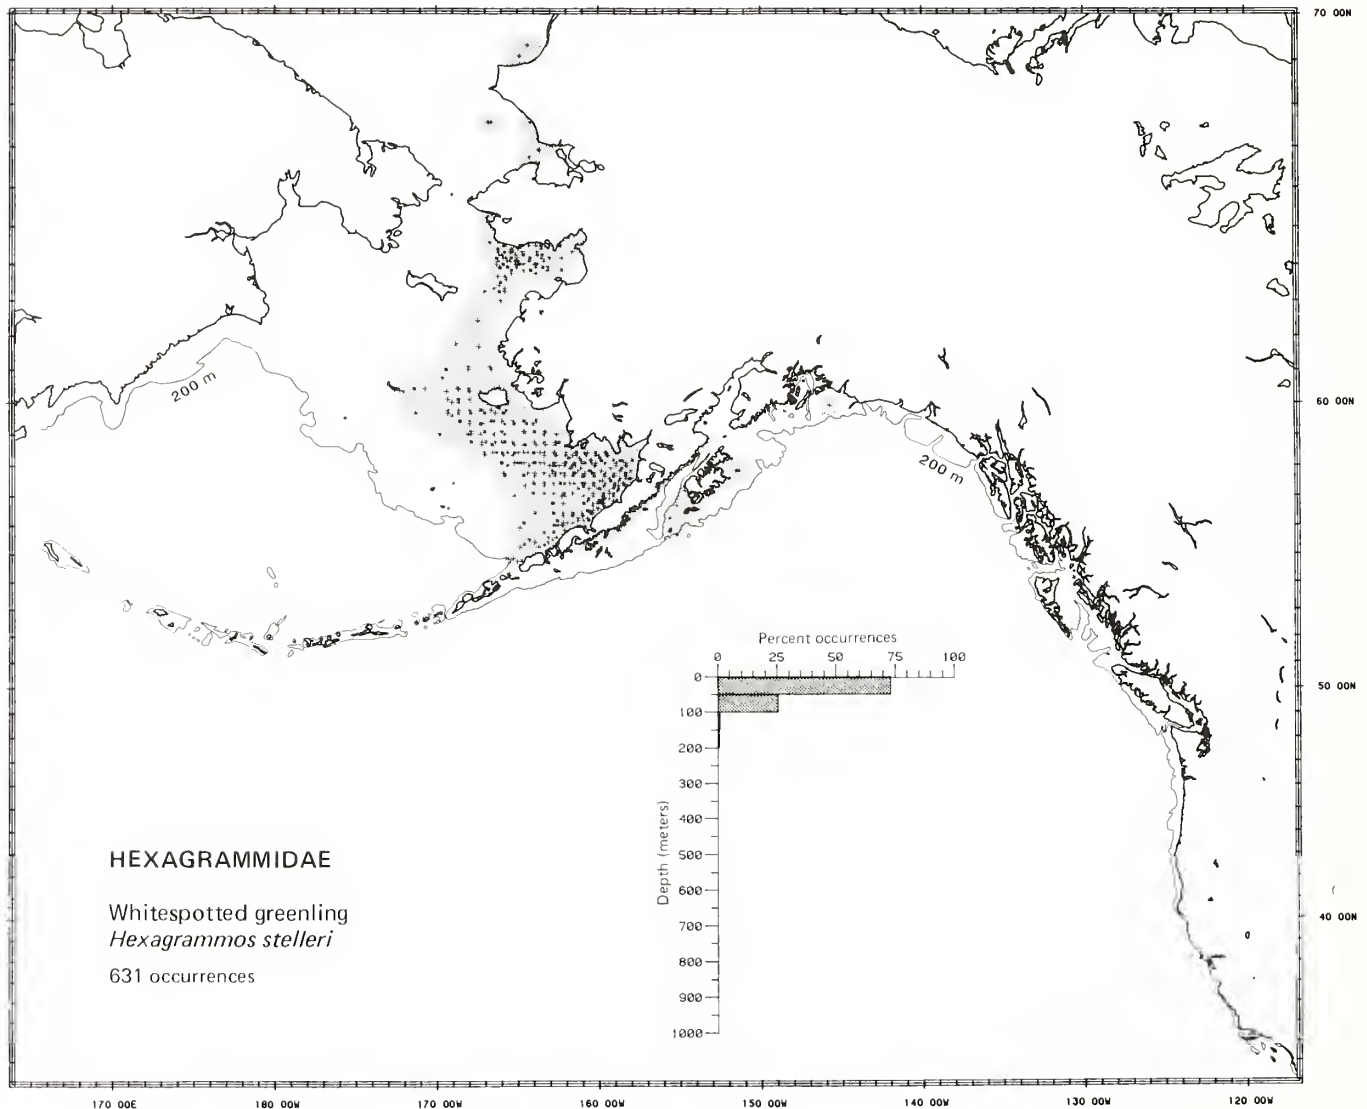 70 00N
200 m
60 00N
200 m
Percent occurrences
0 25 50 75 100
50 00N
0
100
200
300
400
500
600
700
800
900
1000
Depth (meters)
HEXAGRAMMIDAE
Whitespotted greenling
Hexagrammos stelleri
631 occurrences
40 00N
170 00E 180 00W 170 00W 160 00W 150 00W 140 00W 130 00W 120 00W